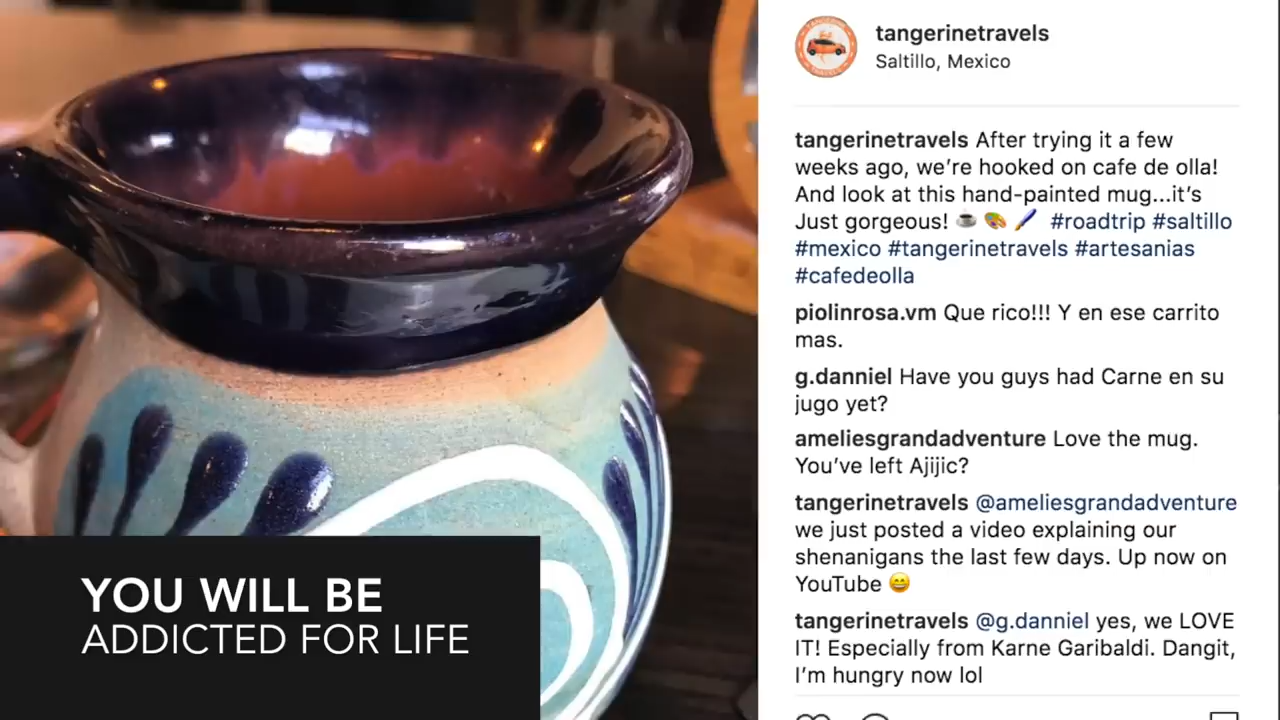 YOU WILL BE
ADDICTED FOR LIFE
tangerinetravels
Saltillo, Mexico
tangerinetravels After trying it a few
weeks ago, we’re hooked on cafe de olla!
And look at this hand-painted mug...it’s
Just gorgeous! ☕🎨🖌️ #roadtrip #saltillo
#mexico #tangerinetravels #artesanias
#cafedeolla
piolinrosa.vm Que rico!!! Y en ese carrito
mas.
g.danniel Have you guys had Carne en su
jugo yet?
ameliesgrandadventure Love the mug.
You’ve left Ajijic?
tangerinetravels @ameliesgrandadventure
we just posted a video explaining our
shenanigans the last few days. Up now on
YouTube 😄
tangerinetravels @g.danniel yes, we LOVE
IT! Especially from Karne Garibaldi. Dangit,
I’m hungry now lol